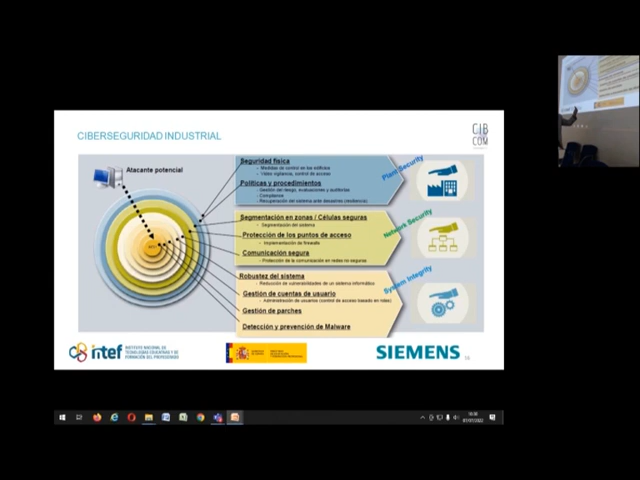 CIBERSEGURIDAD INDUSTRIAL
CIB
COM
Atacante potencial
Seguridad física
- Medidas de control en los edificios
- Video vigilancia, control de acceso
Políticas y procedimientos
- Gestión del riesgo, evaluaciones y auditorías
- Compliance
- Recuperación del sistema ante desastres (resiliencia)
Plant Security
Segmentación en zonas / Células seguras
- Segmentación del sistema
Protección de los puntos de acceso
- Implementación de firewalls
Comunicación segura
- Protección de la comunicación en redes no seguras
Network Security
Robustez del sistema
- Reducción de vulnerabilidades de un sistema informático
Gestión de cuentas de usuario
- Administración de usuarios (control de acceso basado en roles)
Gestión de parches
Detección y prevención de Malware
System Integrity
intef
INSTITUTO NACIONAL DE
TECNOLOGÍAS EDUCATIVAS Y DE
FORMACIÓN DEL PROFESORADO
SIEMENS